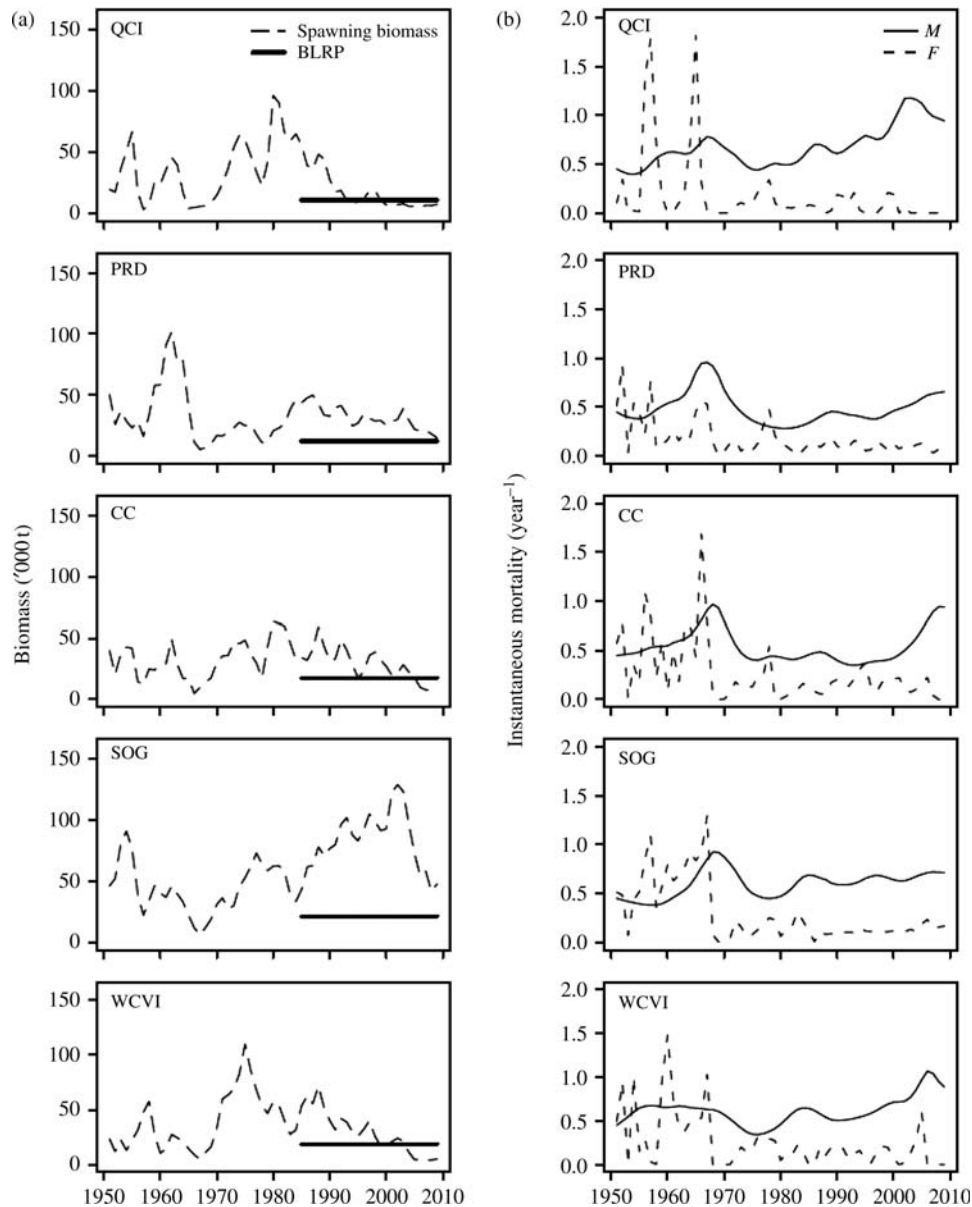 (a)
150
100
50
0
QCI
Spawning biomass
BLRP
150
100
50
0
PRD
150
100
50
0
CC
150
100
50
0
SOG
150
100
50
0
WCVI
1950 1960 1970 1980 1990 2000 2010
Biomass (′000 t)
(b)
2.0
1.5
1.0
0.5
0.0
QCI
M
F
2.0
1.5
1.0
0.5
0.0
PRD
2.0
1.5
1.0
0.5
0.0
CC
2.0
1.5
1.0
0.5
0.0
SOG
2.0
1.5
1.0
0.5
0.0
WCVI
1950 1960 1970 1980 1990 2000 2010
Instantaneous mortality (year⁻¹)